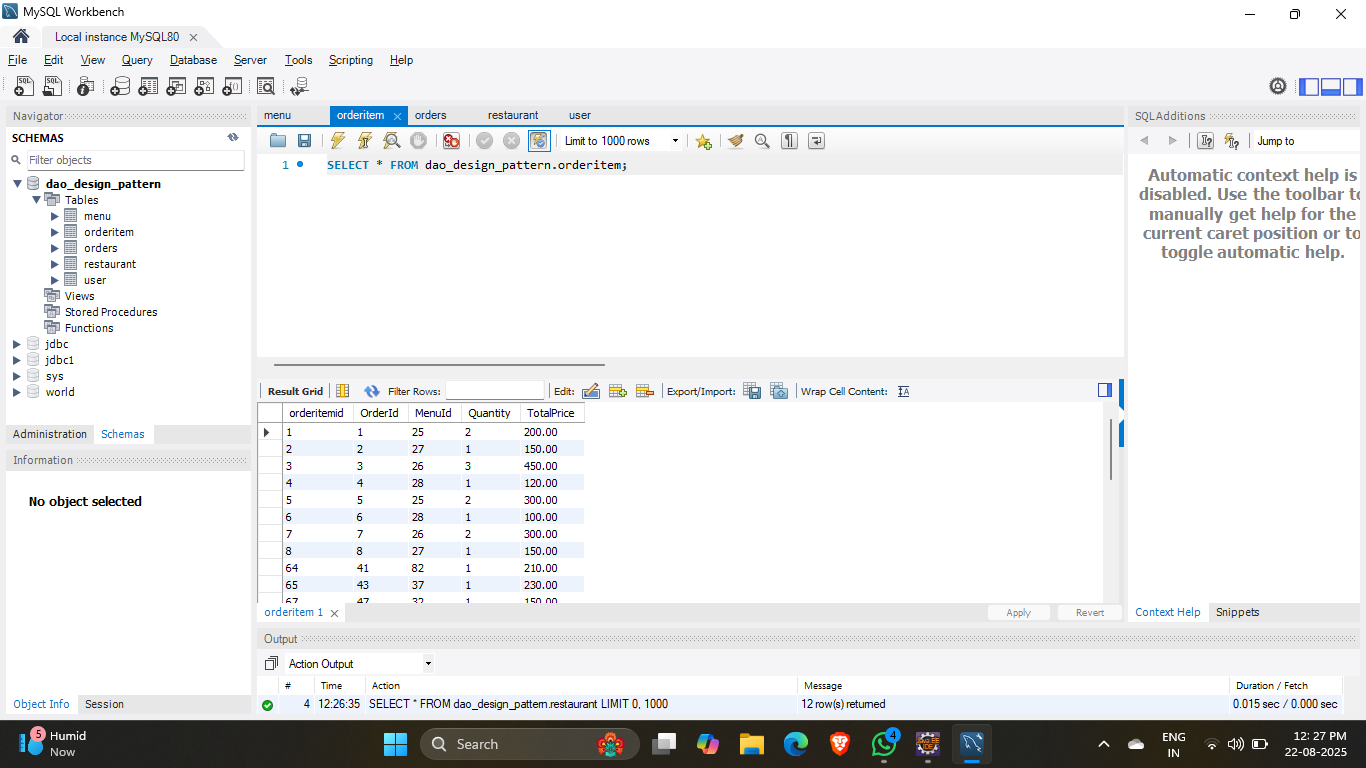 MySQL Workbench
Local instance MySQL80
File Edit View Query Database Server Tools Scripting Help
Navigator
SCHEMAS
Filter objects
dao_design_pattern
Tables
menu
orderitem
orders
restaurant
user
Views
Stored Procedures
Functions
jdbc
jdbc1
sys
world
Administration Schemas
Information
No object selected
Object Info Session
menu orderitem orders restaurant user
Limit to 1000 rows
1 SELECT * FROM dao_design_pattern.orderitem;
Result Grid Filter Rows: Edit: Export/Import: Wrap Cell Content:
orderitemid OrderId MenuId Quantity TotalPrice
1 1 25 2 200.00
2 2 27 1 150.00
3 3 26 3 450.00
4 4 28 1 120.00
5 5 25 2 300.00
6 6 28 1 100.00
7 7 26 2 300.00
8 8 27 1 150.00
64 41 82 1 210.00
65 43 37 1 230.00
67 47 32 1 150.00
orderitem 1
Apply Revert
SQLAdditions
Jump to
Automatic context help is
disabled. Use the toolbar to
manually get help for the
current caret position or to
toggle automatic help.
Context Help Snippets
Output
Action Output
# Time Action Message Duration / Fetch
4 12:26:35 SELECT * FROM dao_design_pattern.restaurant LIMIT 0, 1000 12 row(s) returned 0.015 sec / 0.000 sec
5
Humid
Now
Search
4
ENG
IN
12:27 PM
22-08-2025